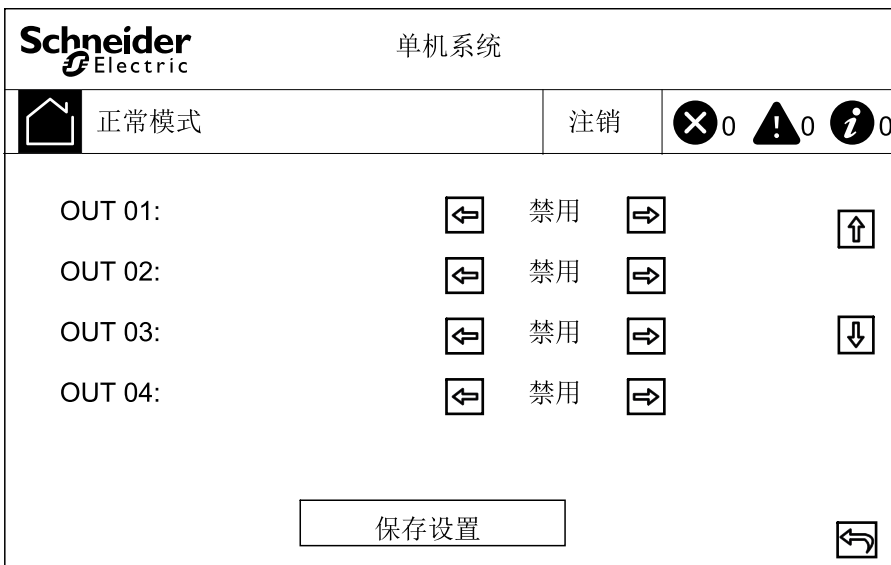 Schneider
Electric
单机系统
正常模式 注销 0 0 0
OUT 01: 禁用
OUT 02: 禁用
OUT 03: 禁用
OUT 04: 禁用
保存设置